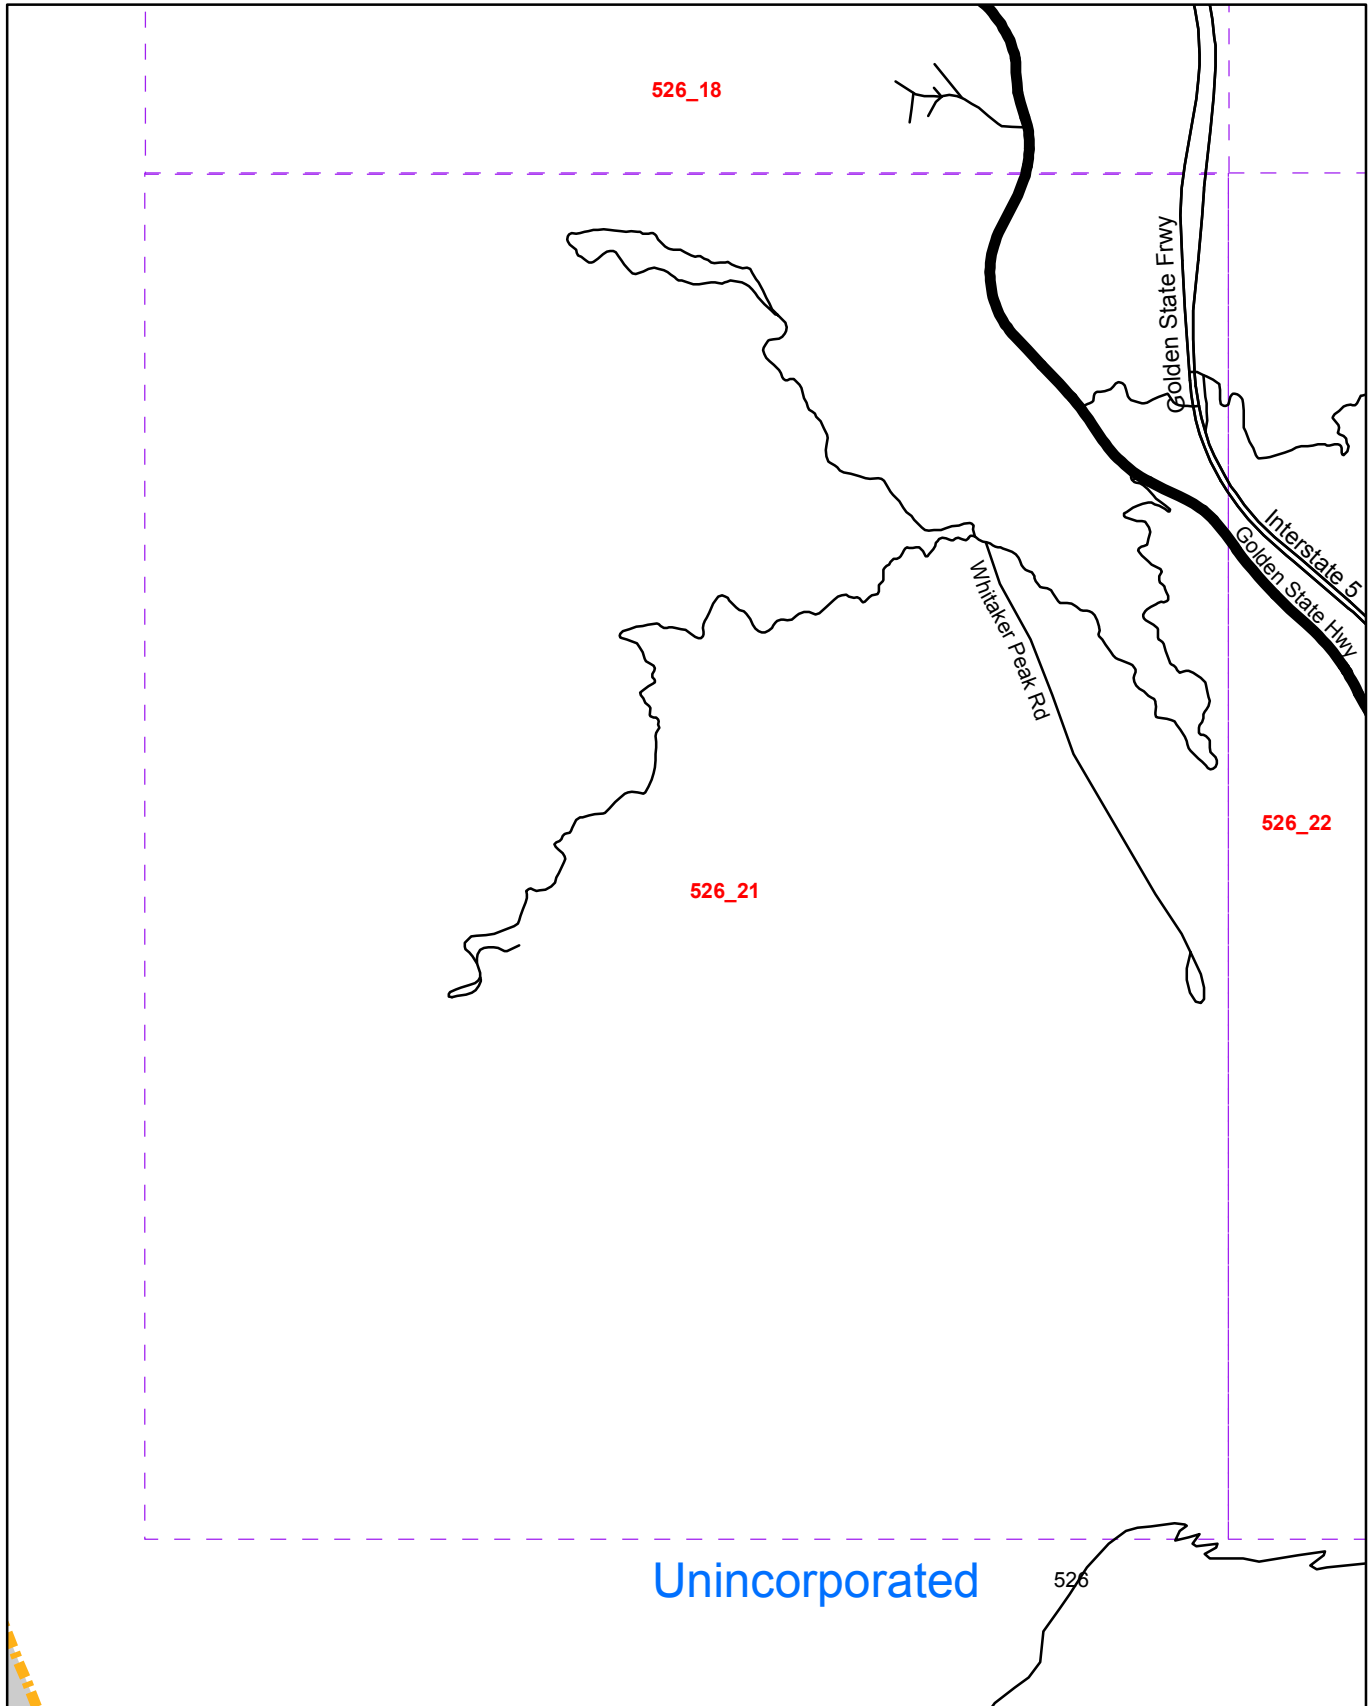 526_18
Golden State Frwy
Interstate 5
Golden State Hwy
Whitaker Peak Rd
526_22
526_21
Unincorporated
526